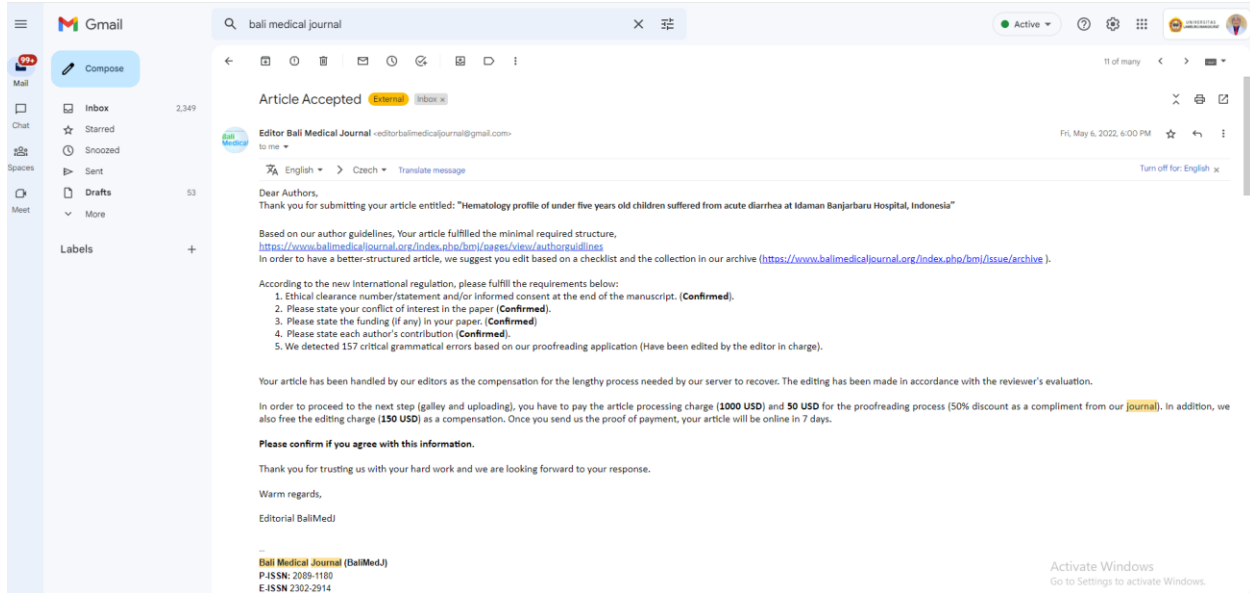 Gmail
bali medical journal
Active
99+
Mail
Chat
Spaces
Meet
Compose
Inbox 2,349
Starred
Snoozed
Sent
Drafts 53
More
Labels +
11 of many
Article Accepted External Inbox x
Editor Bali Medical Journal <editorbalimedicaljournal@gmail.com>
to me
Fri, May 6, 2022, 6:00 PM
English > Czech Translate message
Turn off for: English x
Dear Authors,
Thank you for submitting your article entitled: "Hematology profile of under five years old children suffered from acute diarrhea at Idaman Banjarbaru Hospital, Indonesia"
Based on our author guidelines, Your article fulfilled the minimal required structure,
https://www.balimedicaljournal.org/index.php/bmj/pages/view/authorguidlines
In order to have a better-structured article, we suggest you edit based on a checklist and the collection in our archive (https://www.balimedicaljournal.org/index.php/bmj/issue/archive ).
According to the new International regulation, please fulfill the requirements below:
1. Ethical clearance number/statement and/or informed consent at the end of the manuscript. (Confirmed).
2. Please state your conflict of interest in the paper (Confirmed).
3. Please state the funding (if any) in your paper. (Confirmed)
4. Please state each author's contribution (Confirmed).
5. We detected 157 critical grammatical errors based on our proofreading application (Have been edited by the editor in charge).
Your article has been handled by our editors as the compensation for the lengthy process needed by our server to recover. The editing has been made in accordance with the reviewer's evaluation.
In order to proceed to the next step (galley and uploading), you have to pay the article processing charge (1000 USD) and 50 USD for the proofreading process (50% discount as a compliment from our journal). In addition, we
also free the editing charge (150 USD) as a compensation. Once you send us the proof of payment, your article will be online in 7 days.
Please confirm if you agree with this information.
Thank you for trusting us with your hard work and we are looking forward to your response.
Warm regards,
Editorial BaliMedJ
--
Bali Medical Journal (BaliMedJ)
P-ISSN: 2089-1180
E-ISSN 2302-2914
Activate Windows
Go to Settings to activate Windows.